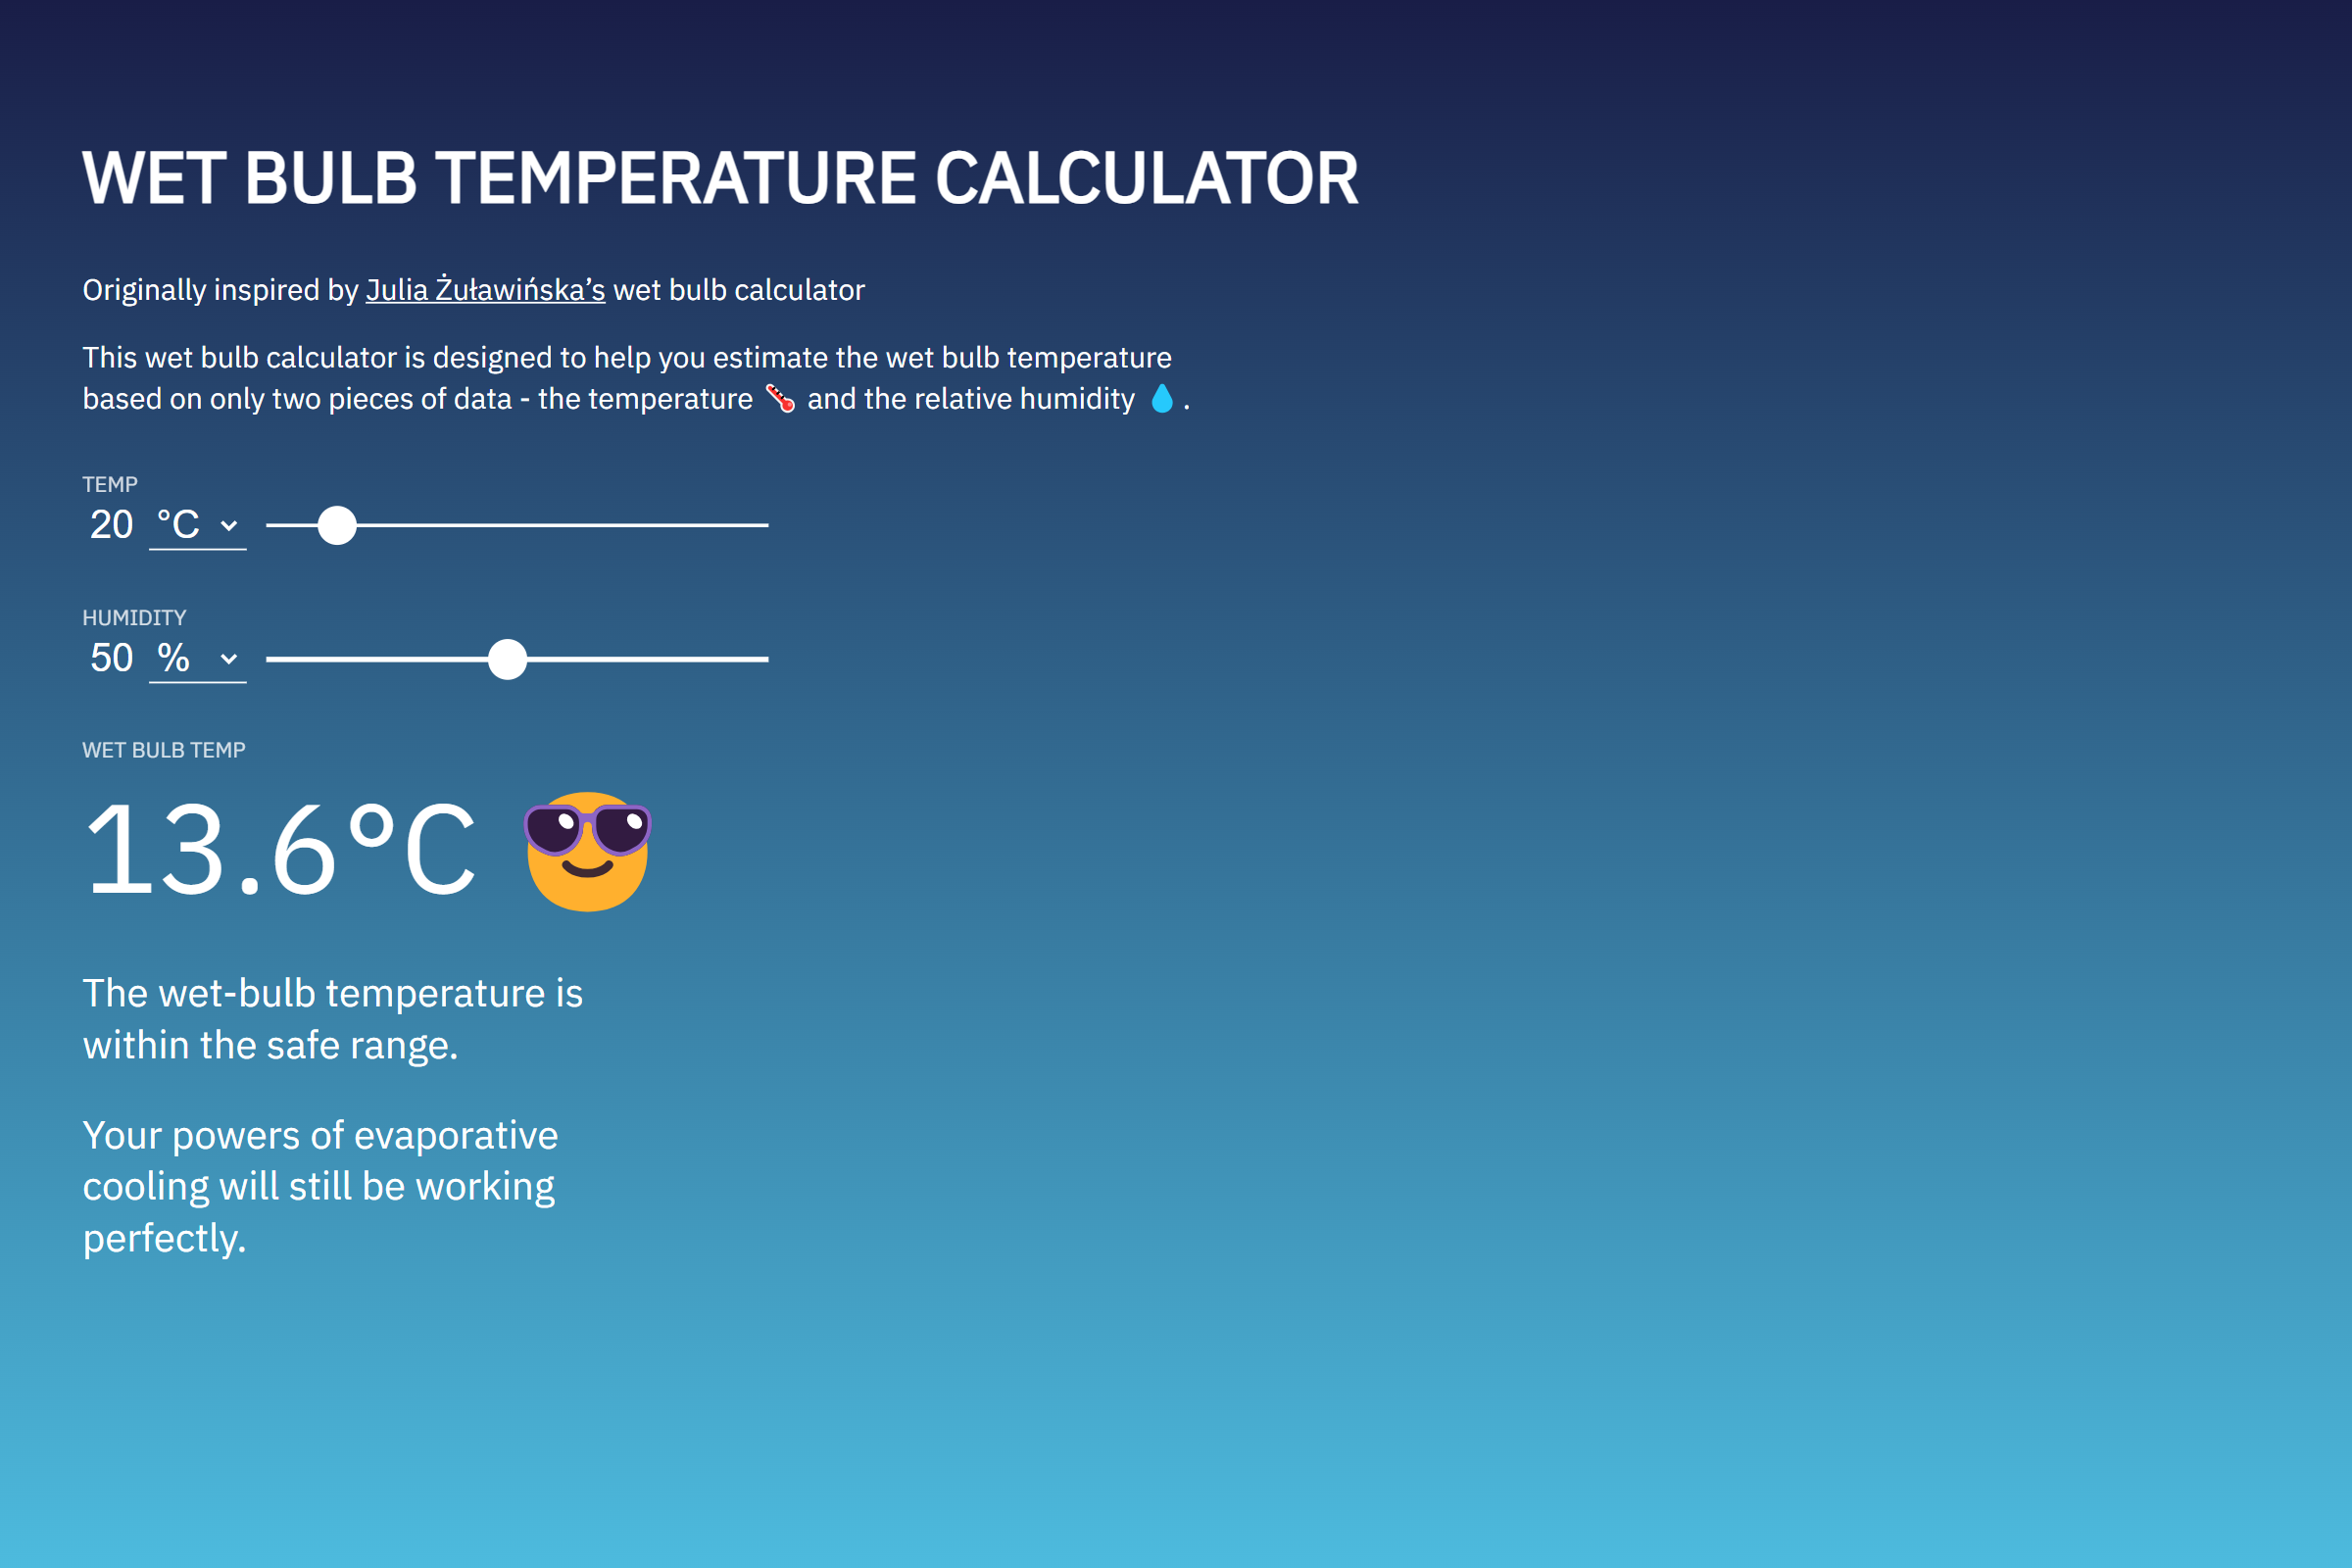 WET BULB TEMPERATURE CALCULATOR
Originally inspired by Julia Żuławińska’s wet bulb calculator
This wet bulb calculator is designed to help you estimate the wet bulb temperature
based on only two pieces of data - the temperature 🌡️ and the relative humidity 💧.
TEMP
20 °C
HUMIDITY
50 %
WET BULB TEMP
13.6°C 😎
The wet-bulb temperature is
within the safe range.
Your powers of evaporative
cooling will still be working
perfectly.